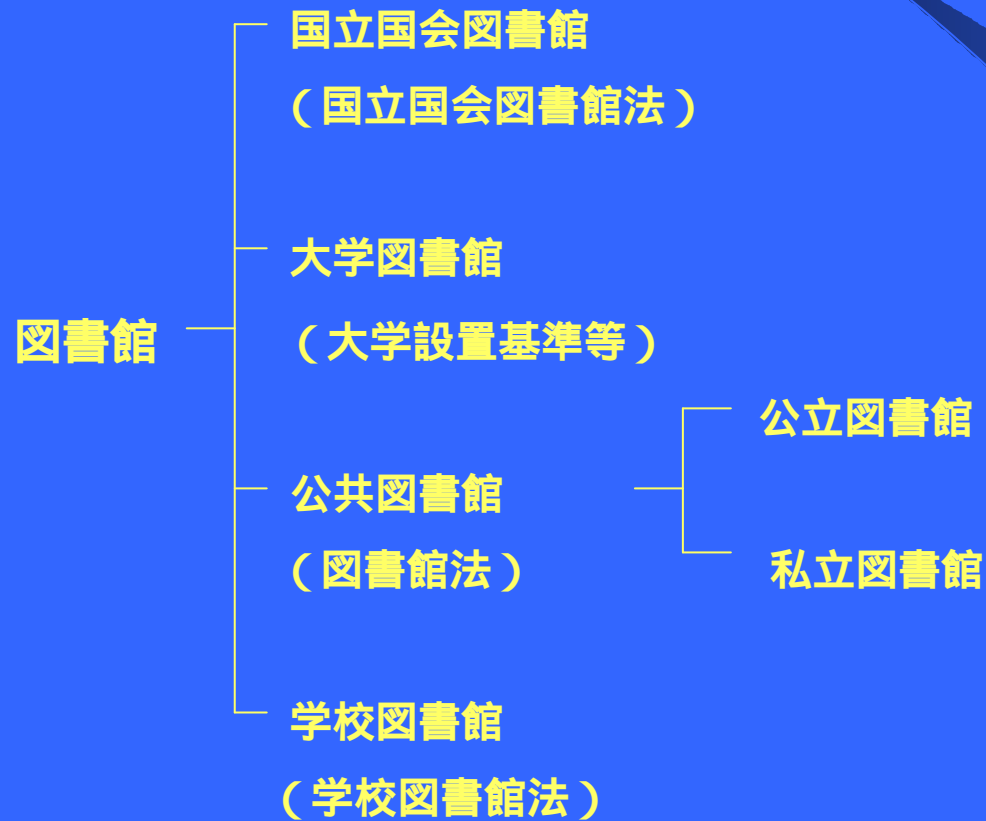 図書館
国立国会図書館
(国立国会図書館法)
大学図書館
(大学設置基準等)
公共図書館
(図書館法)
公立図書館
私立図書館
学校図書館
(学校図書館法)